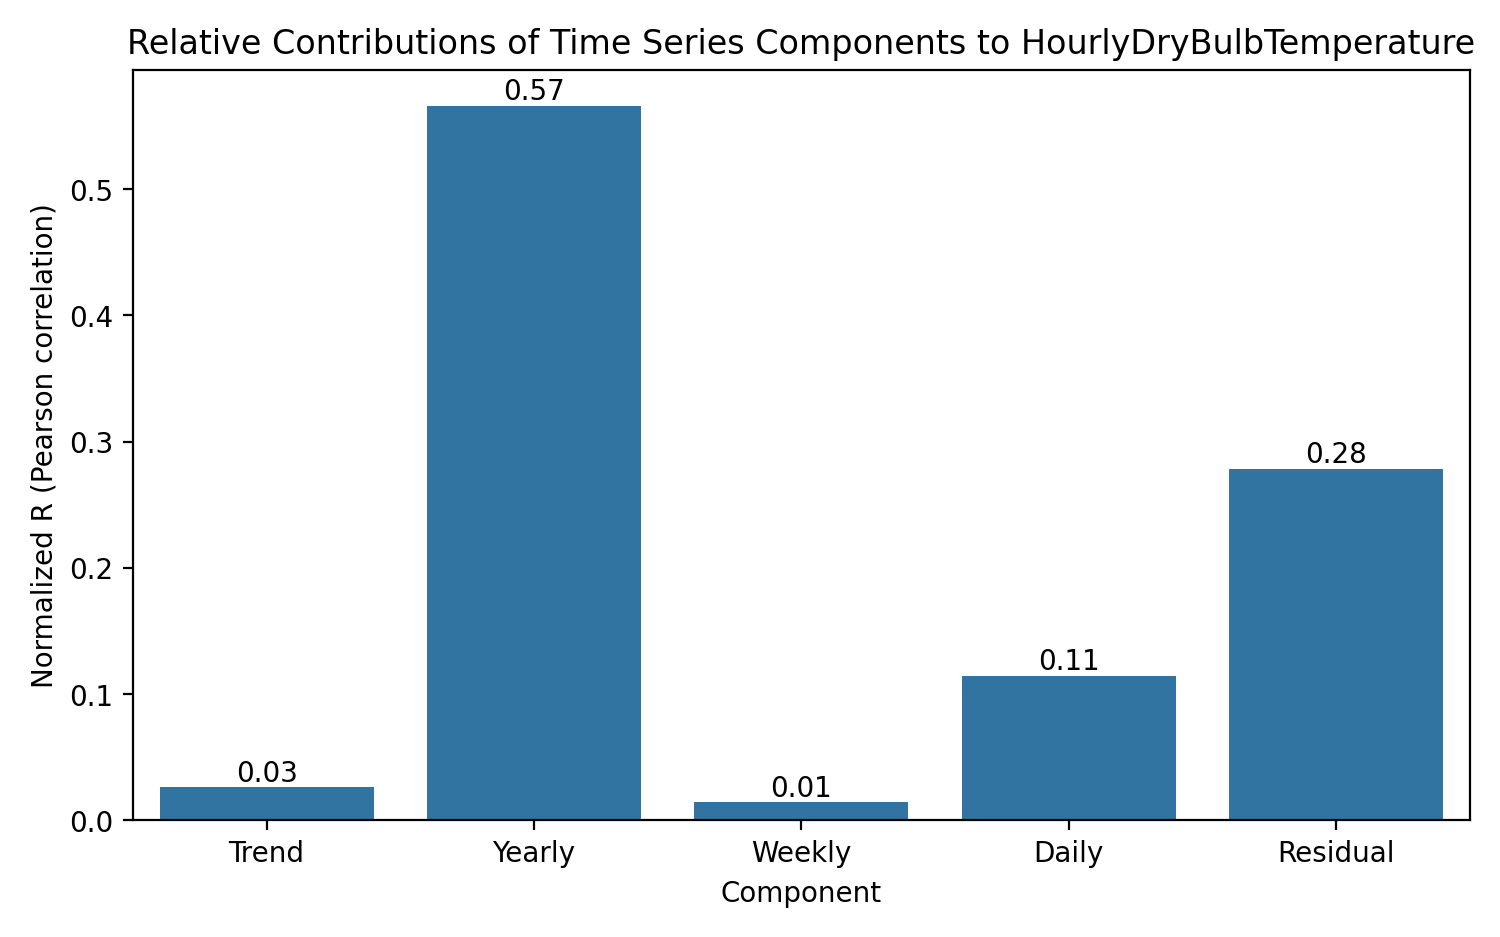 Relative Contributions of Time Series Components to HourlyDryBulbTemperature
Normalized R (Pearson correlation)
0.5
0.4
0.3
0.2
0.1
0.0
0.03
0.57
0.01
0.11
0.28
Trend
Yearly
Weekly
Daily
Residual
Component